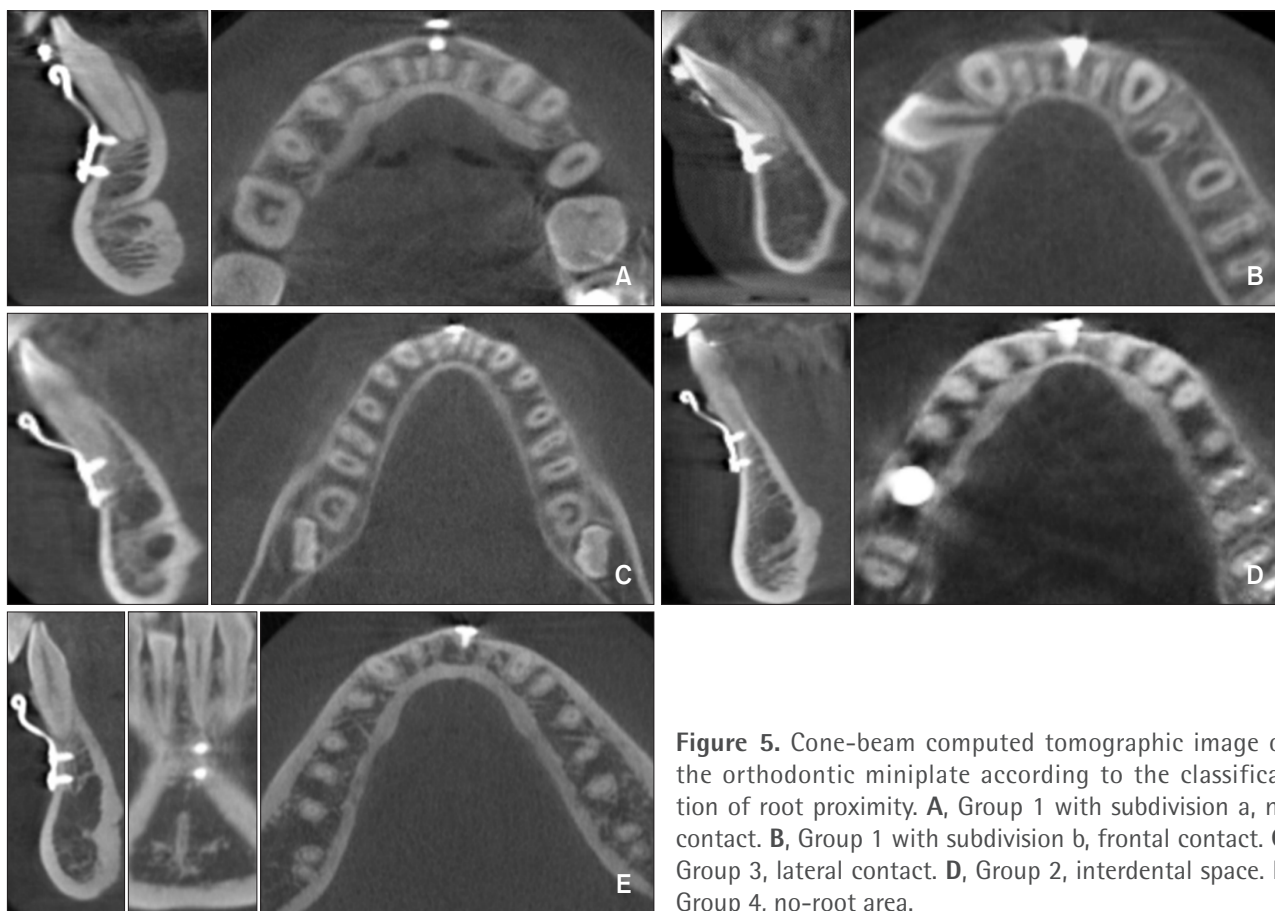 A
B
C
D
E
Figure 5. Cone-beam computed tomographic image o
the orthodontic miniplate according to the classifica
tion of root proximity. A, Group 1 with subdivision a, n
contact. B, Group 1 with subdivision b, frontal contact.
Group 3, lateral contact. D, Group 2, interdental space.
Group 4, no-root area.